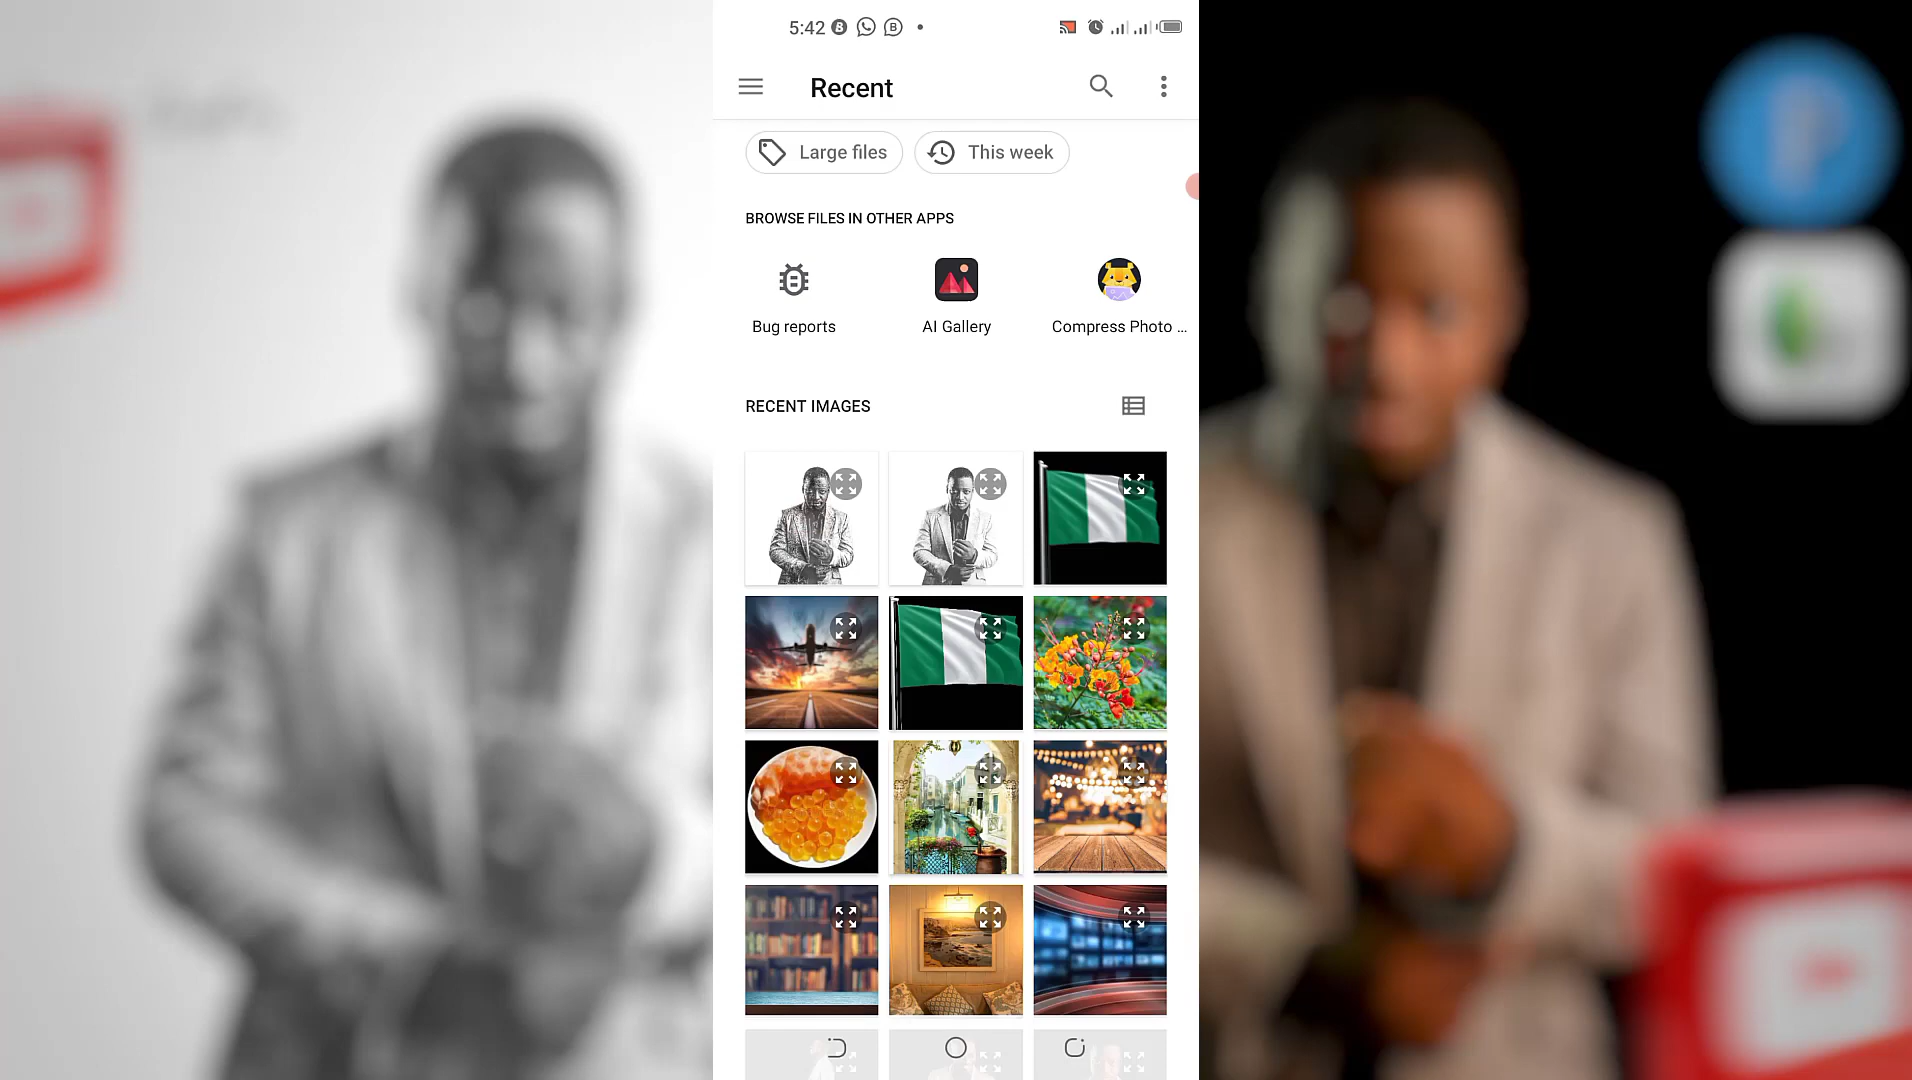 5:42
Recent
Large files
This week
BROWSE FILES IN OTHER APPS
Bug reports
AI Gallery
Compress Photo ...
RECENT IMAGES